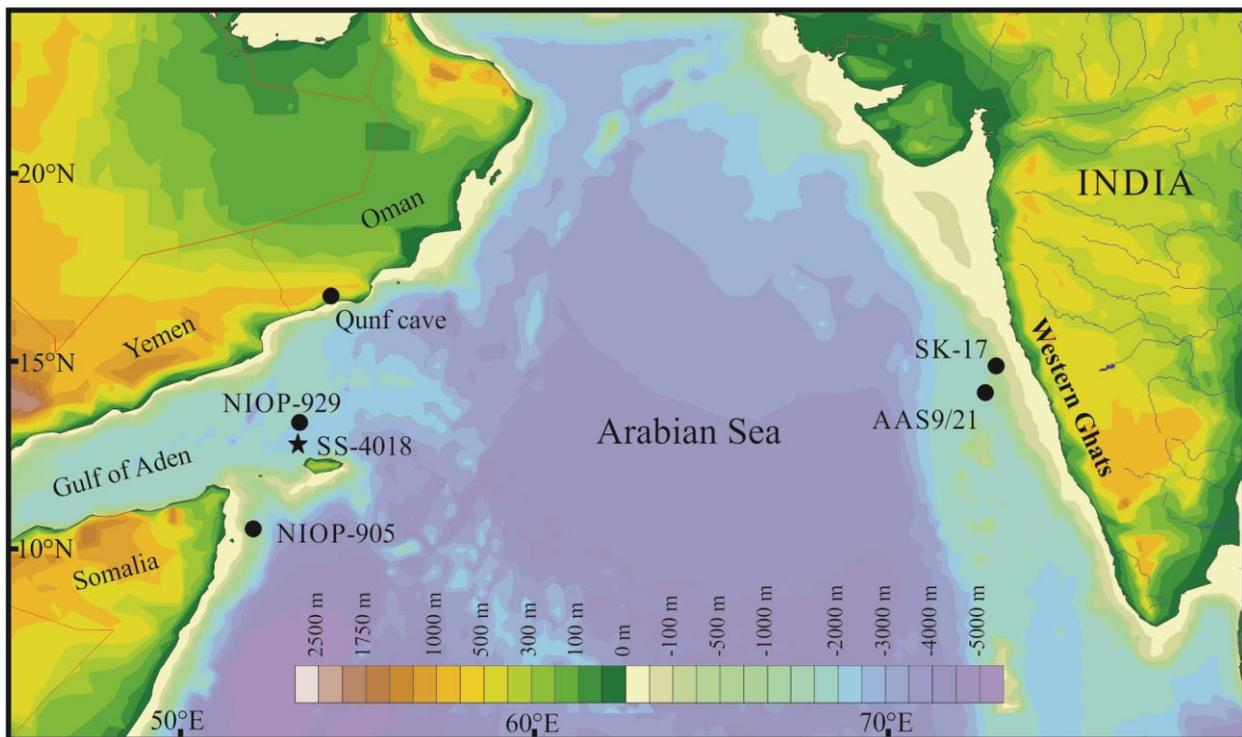 20°N
INDIA
Oman
Qunf cave
Yemen
15°N
SK-17
Western Ghats
NIOP-929
AAS9/21
SS-4018
Arabian Sea
Gulf of Aden
NIOP-905
10°N
Somalia
2500 m
1750 m
1000 m
500 m
300 m
100 m
0 m
-100 m
-500 m
-1000 m
-2000 m
-3000 m
-4000 m
-5000 m
50°E
60°E
70°E